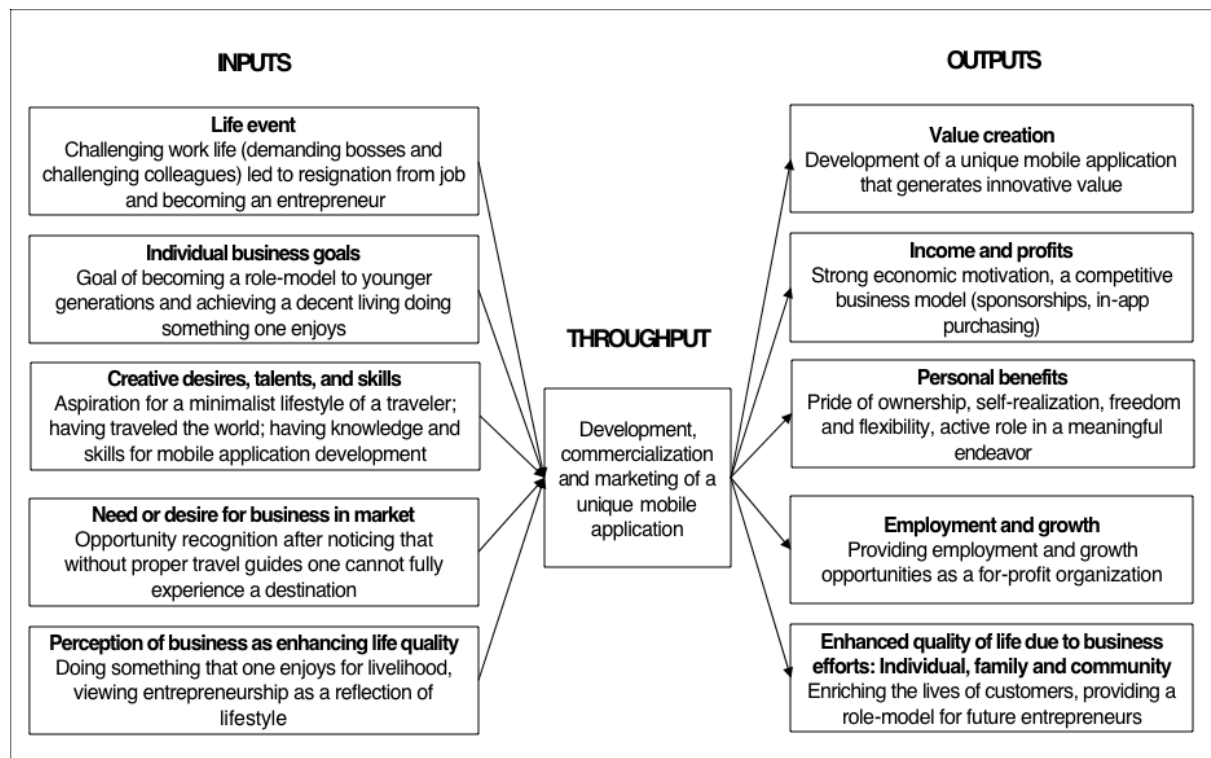 INPUTS
Life event
Challenging work life (demanding bosses and
challenging colleagues) led to resignation from job
and becoming an entrepreneur
Individual business goals
Goal of becoming a role-model to younger
generations and achieving a decent living doing
something one enjoys
Creative desires, talents, and skills
Aspiration for a minimalist lifestyle of a traveler;
having traveled the world; having knowledge and
skills for mobile application development
Need or desire for business in market
Opportunity recognition after noticing that
without proper travel guides one cannot fully
experience a destination
Perception of business as enhancing life quality
Doing something that one enjoys for livelihood,
viewing entrepreneurship as a reflection of
lifestyle
THROUGHPUT
Development,
commercialization
and marketing of a
unique mobile
application
OUTPUTS
Value creation
Development of a unique mobile application
that generates innovative value
Income and profits
Strong economic motivation, a competitive
business model (sponsorships, in-app
purchasing)
Personal benefits
Pride of ownership, self-realization, freedom
and flexibility, active role in a meaningful
endeavor
Employment and growth
Providing employment and growth
opportunities as a for-profit organization
Enhanced quality of life due to business
efforts: Individual, family and community
Enriching the lives of customers, providing a
role-model for future entrepreneurs